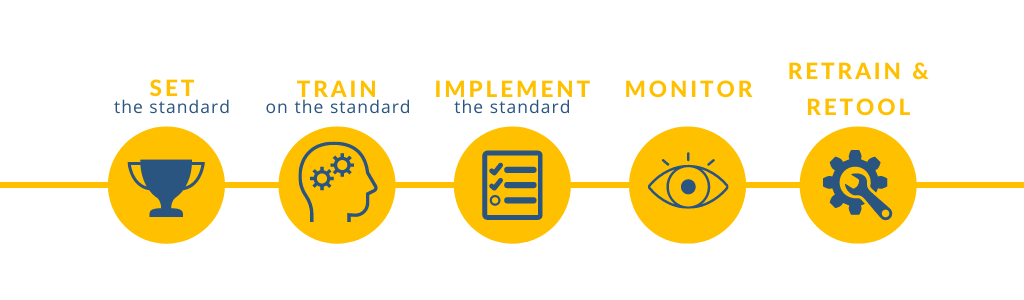 SET
the standard
TRAIN
on the standard
IMPLEMENT
the standard
MONITOR
RETRAIN &
RETOOL